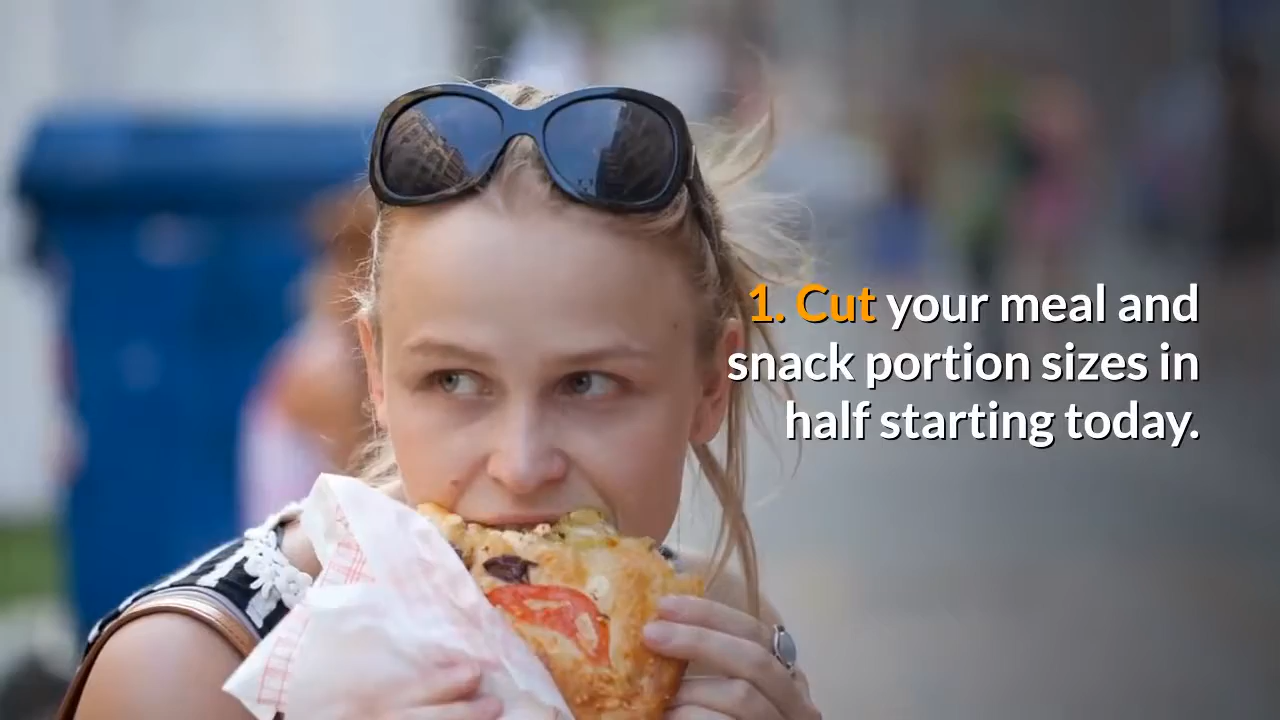 1. Cut your meal and
snack portion sizes in
half starting today.